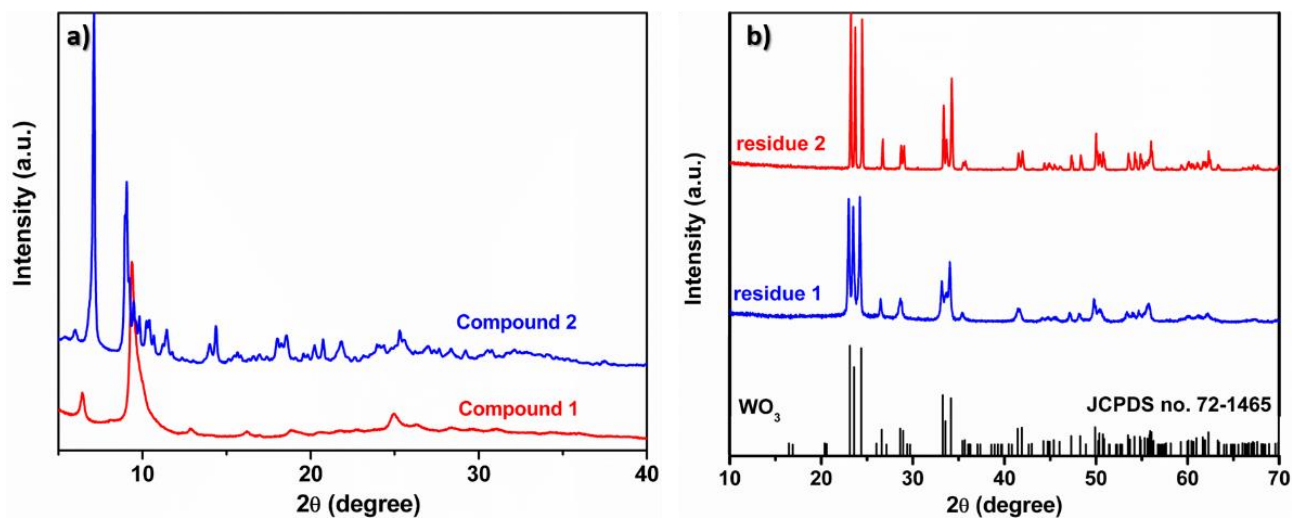 a)
Intensity (a.u.)
Compound 2
Compound 1
10
20
30
40
2θ (degree)
b)
Intensity (a.u.)
residue 2
residue 1
WO₃
JCPDS no. 72-1465
10
20
30
40
50
60
70
2θ (degree)